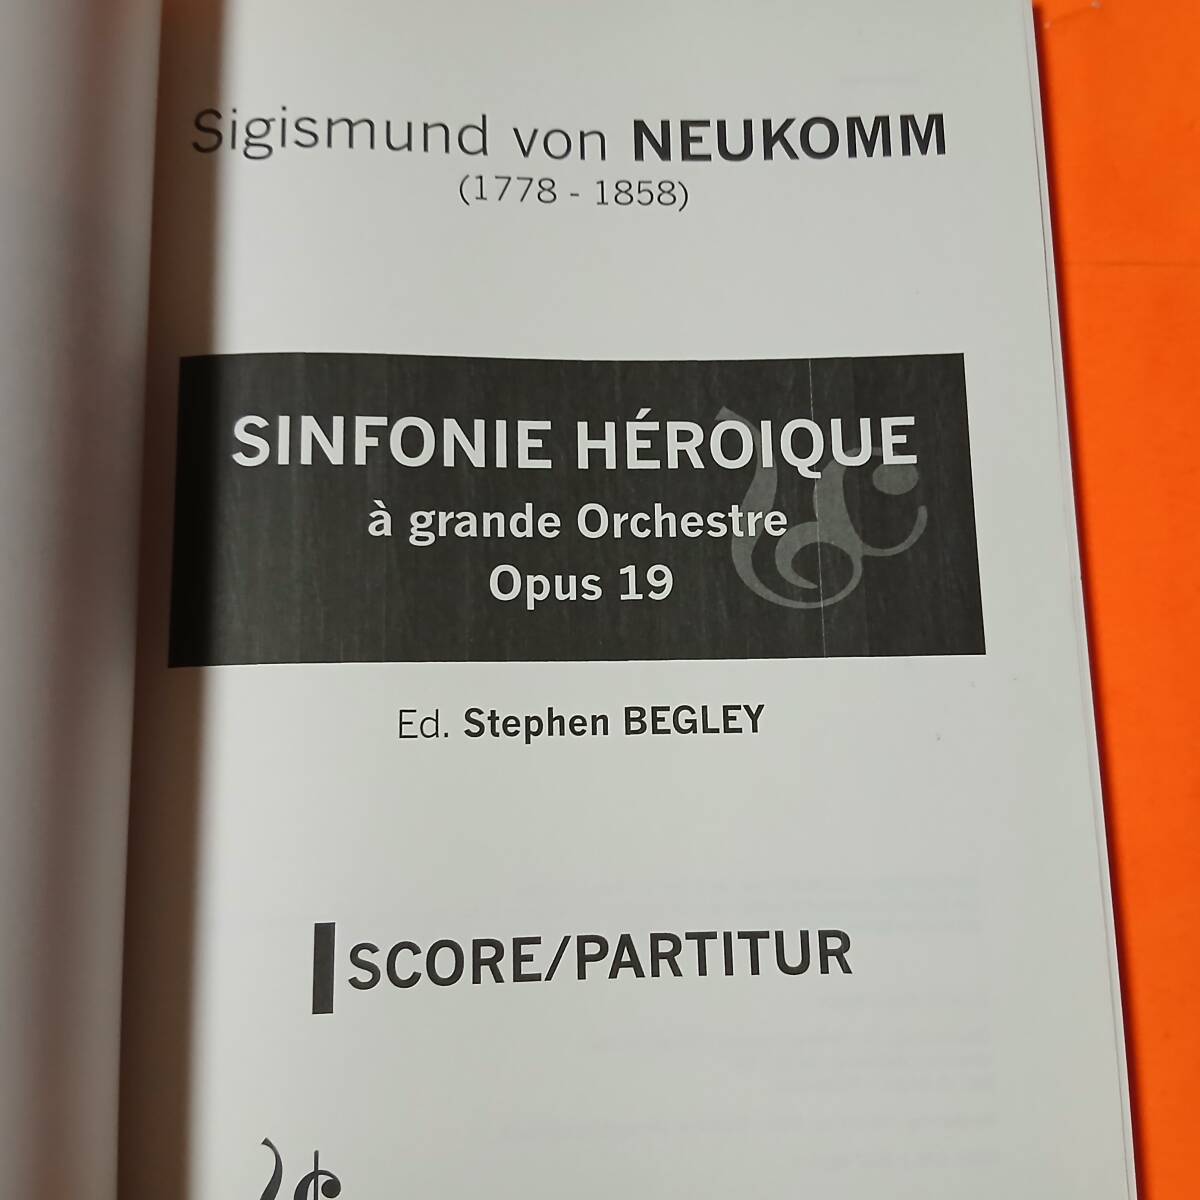 Sigismund von NEUKOMM
(1778 - 1858)
SINFONIE HÉROIQUE
à grande Orchestre
Opus 19
Ed. Stephen BEGLEY
SCORE/PARTITUR